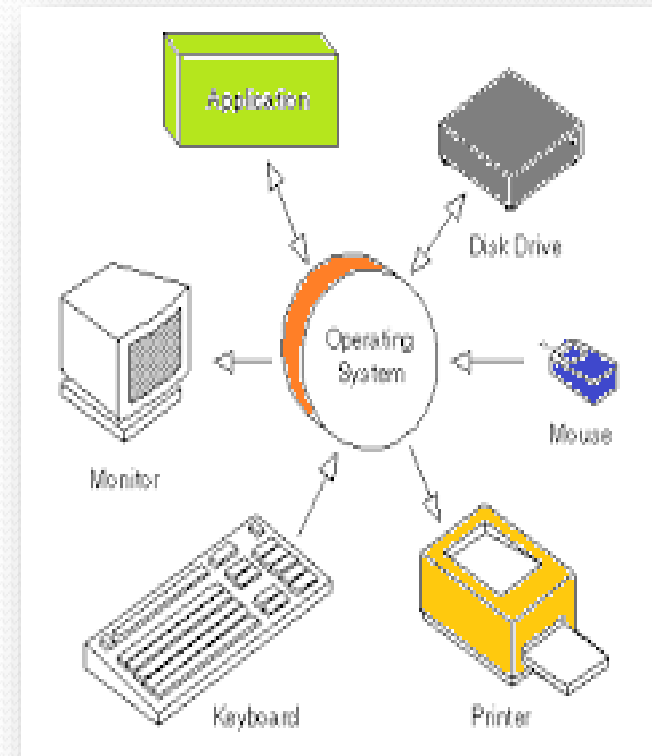 Application
Disk Drive
Operating
System
Mouse
Monitor
Keyboard
Printer